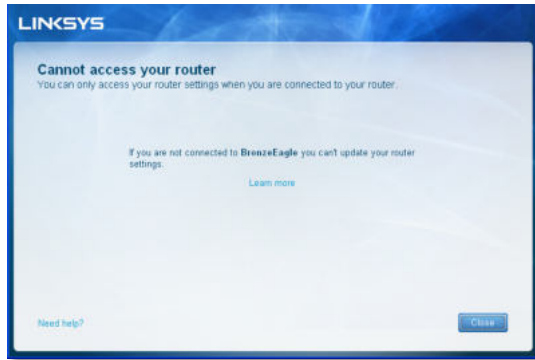 LINKSYS
Cannot access your router
You can only access your router settings when you are connected to your router.
If you are not connected to BronzeEagle you can't update your router
settings.
Learn more
Need help?
Close